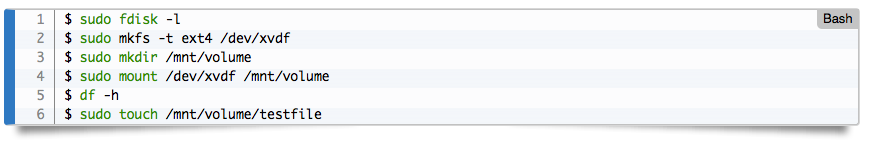 Bash
1 $ sudo fdisk -l
2 $ sudo mkfs -t ext4 /dev/xvdf
3 $ sudo mkdir /mnt/volume
4 $ sudo mount /dev/xvdf /mnt/volume
5 $ df -h
6 $ sudo touch /mnt/volume/testfile